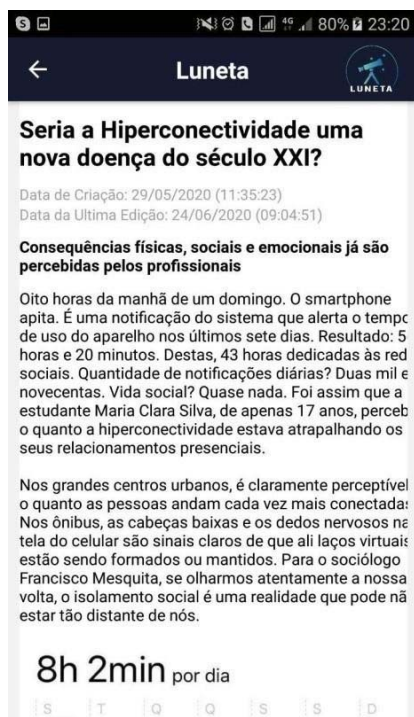 4G 80% 23:20
Luneta
LUNETA
Seria a Hiperconectividade uma
nova doença do século XXI?
Data de Criação: 29/05/2020 (11:35:23)
Data da Ultima Edição: 24/06/2020 (09:04:51)
Consequências físicas, sociais e emocionais já são
percebidas pelos profissionais
Oito horas da manhã de um domingo. O smartphone
apita. É uma notificação do sistema que alerta o tempo
de uso do aparelho nos últimos sete dias. Resultado: 5
horas e 20 minutos. Destas, 43 horas dedicadas às red
sociais. Quantidade de notificações diárias? Duas mil e
novecentas. Vida social? Quase nada. Foi assim que a
estudante Maria Clara Silva, de apenas 17 anos, perceb
o quanto a hiperconectividade estava atrapalhando os
seus relacionamentos presenciais.
Nos grandes centros urbanos, é claramente perceptível
o quanto as pessoas andam cada vez mais conectadas
Nos ônibus, as cabeças baixas e os dedos nervosos na
tela do celular são sinais claros de que ali laços virtuais
estão sendo formados ou mantidos. Para o sociólogo
Francisco Mesquita, se olharmos atentamente a nossa
volta, o isolamento social é uma realidade que pode nã
estar tão distante de nós.
8h 2min por dia
S T Q Q S S D